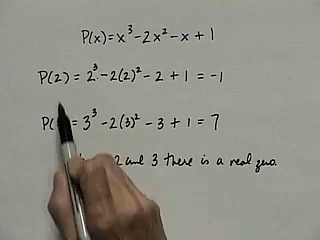 P(x) = x³ - 2x² - x + 1
P(2) = 2³ - 2(2)² - 2 + 1 = -1
P( = 3³ - 2(3)² - 3 + 1 = 7
2 and 3 there is a real zero.